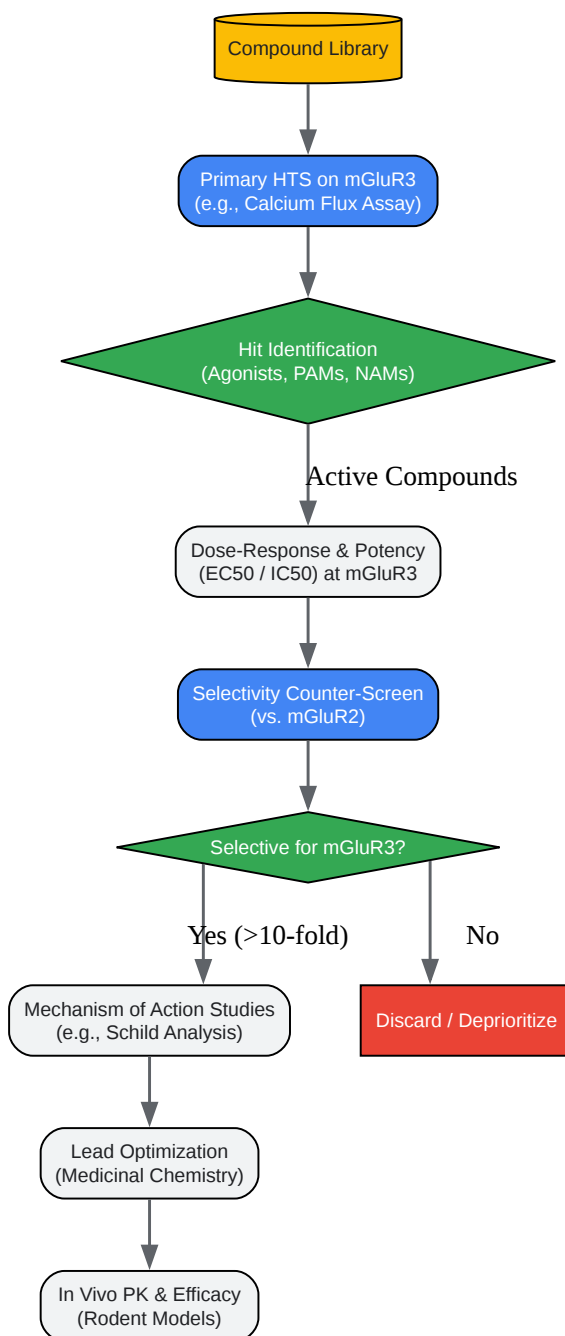 Compound Library
Primary HTS on mGluR3
(e.g., Calcium Flux Assay)
Hit Identification
(Agonists, PAMs, NAMs)
Active Compounds
Dose-Response & Potency
(EC50 / IC50) at mGluR3
Selectivity Counter-Screen
(vs. mGluR2)
Selective for mGluR3?
Yes (>10-fold)
No
Mechanism of Action Studies
(e.g., Schild Analysis)
Discard / Deprioritize
Lead Optimization
(Medicinal Chemistry)
In Vivo PK & Efficacy
(Rodent Models)